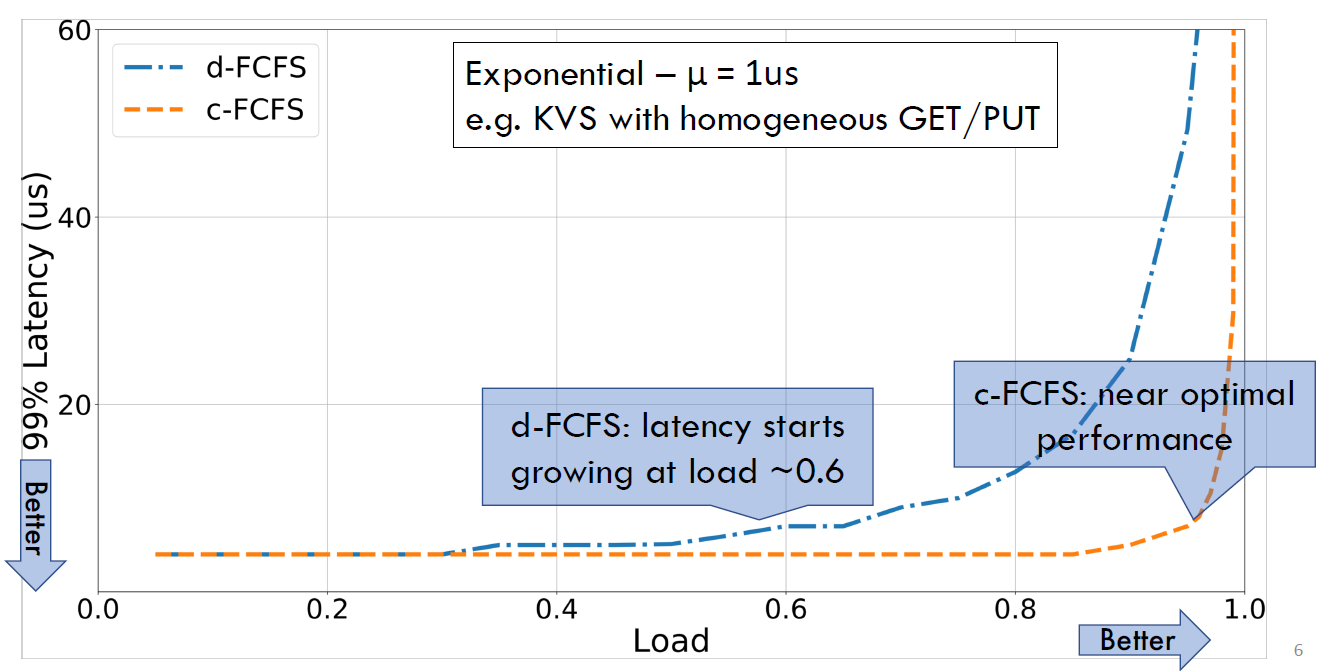 60
d-FCFS
c-FCFS
Exponential – μ = 1us
e.g. KVS with homogeneous GET/PUT
99% Latency (us)
40
20
c-FCFS: near optimal
performance
d-FCFS: latency starts
growing at load ~0.6
Better
0.0 0.2 0.4 0.6 0.8 1.0
Load
Better
6